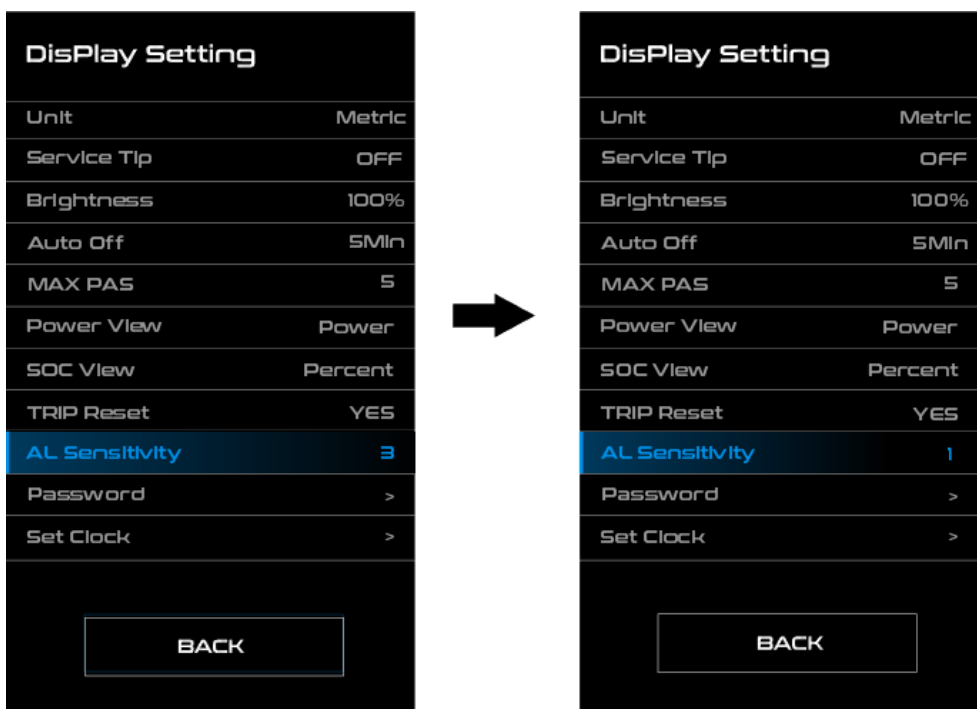 DisPlay Setting
Unit Metric
Service Tip OFF
Brightness 100%
Auto Off 5Min
MAX PAS 5
Power View Power
SOC View Percent
TRIP Reset YES
AL Sensitivity 3
Password >
Set Clock >
BACK
DisPlay Setting
Unit Metric
Service Tip OFF
Brightness 100%
Auto Off 5Min
MAX PAS 5
Power View Power
SOC View Percent
TRIP Reset YES
AL Sensitivity 1
Password >
Set Clock >
BACK